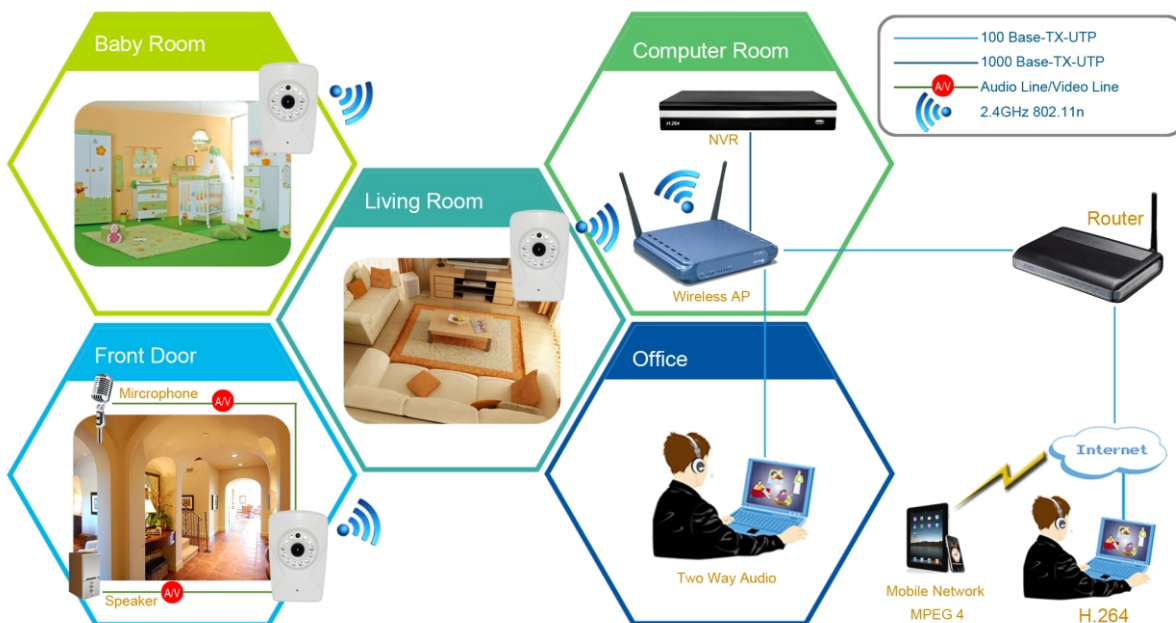 Baby Room
Living Room
Front Door
Mircrophone
A/V
Speaker
A/V
Computer Room
H.264
NVR
Wireless AP
Office
Two Way Audio
100 Base-TX-UTP
1000 Base-TX-UTP
A/V
Audio Line/Video Line
2.4GHz 802.11n
Router
Internet
Mobile Network
MPEG 4
H.264